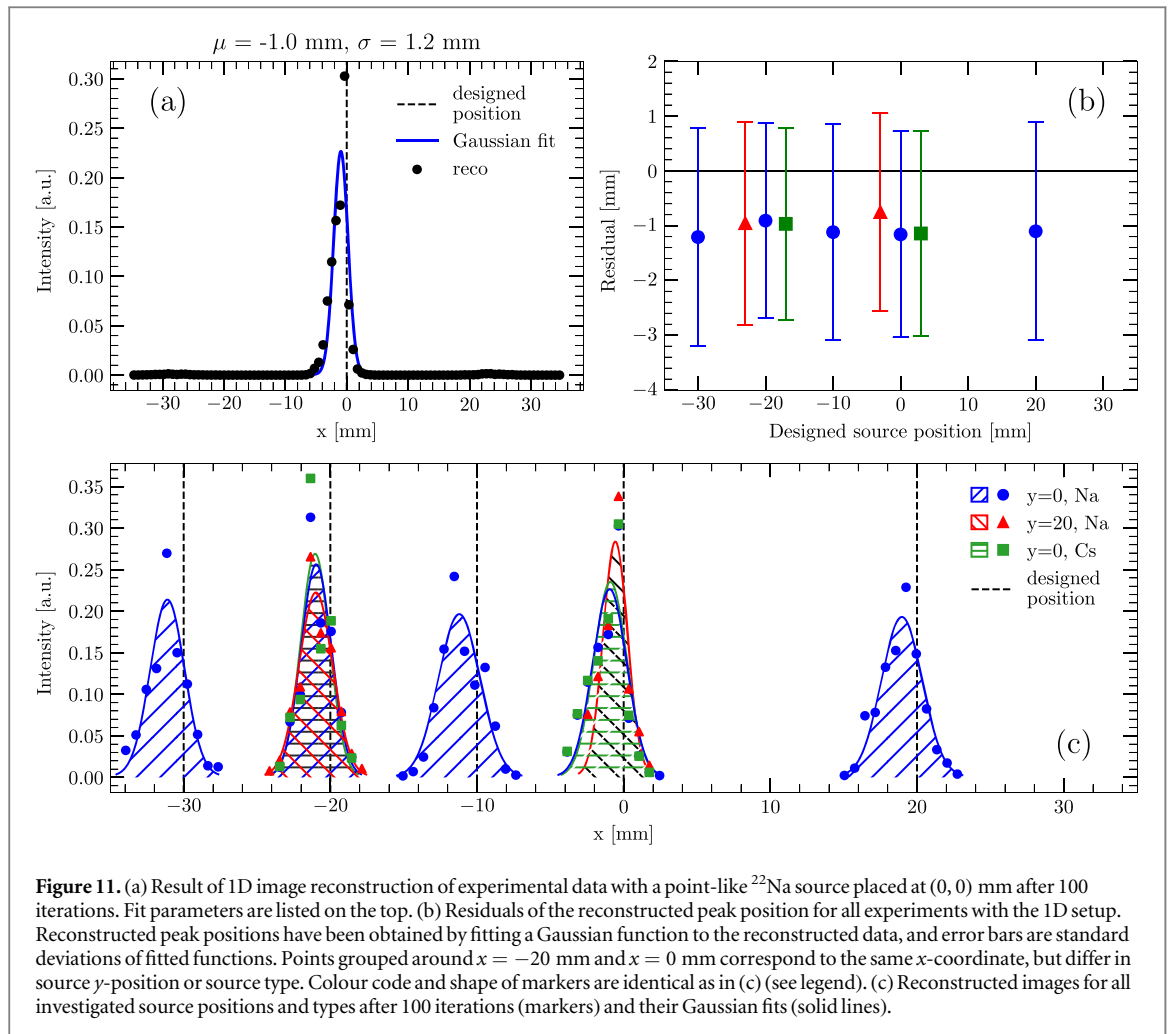 μ = -1.0 mm, σ = 1.2 mm
(a)
designed
position
Gaussian fit
reco
0.30
0.25
0.20
0.15
0.10
0.05
0.00
Intensity [a.u.]
−30 −20 −10 0 10 20 30
x [mm]
(b)
2
1
0
−1
−2
−3
−4
Residual [mm]
−30 −20 −10 0 10 20 30
Designed source position [mm]
0.35
0.30
0.25
0.20
0.15
0.10
0.05
0.00
Intensity [a.u.]
y=0, Na
y=20, Na
y=0, Cs
designed
position
(c)
−30 −20 −10 0 10 20 30
x [mm]
Figure 11. (a) Result of 1D image reconstruction of experimental data with a point-like ²²Na source placed at (0, 0) mm after 100
iterations. Fit parameters are listed on the top. (b) Residuals of the reconstructed peak position for all experiments with the 1D setup.
Reconstructed peak positions have been obtained by fitting a Gaussian function to the reconstructed data, and error bars are standard
deviations of fitted functions. Points grouped around x = −20 mm and x = 0 mm correspond to the same x-coordinate, but differ in
source y-position or source type. Colour code and shape of markers are identical as in (c) (see legend). (c) Reconstructed images for all
investigated source positions and types after 100 iterations (markers) and their Gaussian fits (solid lines).